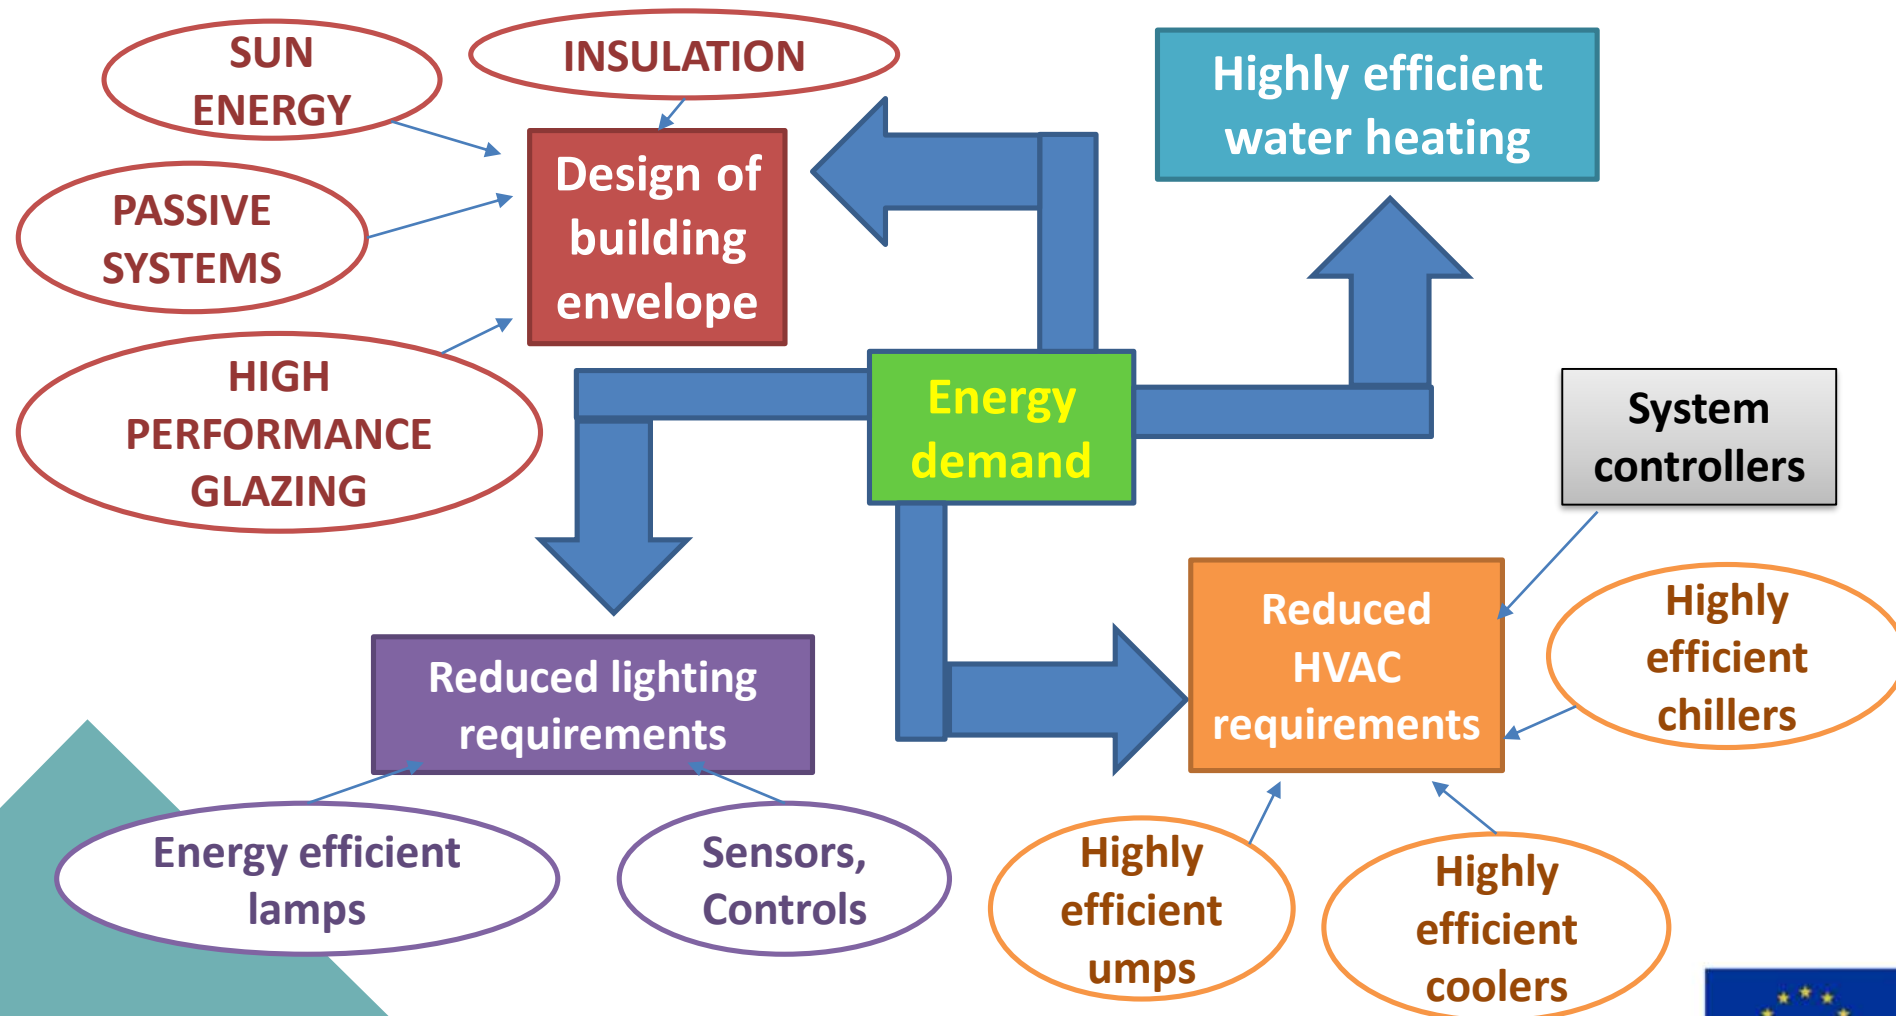 SUN
ENERGY
INSULATION
Highly efficient
water heating
Design of
building
envelope
PASSIVE
SYSTEMS
HIGH
PERFORMANCE
GLAZING
Energy
demand
System
controllers
Reduced
HVAC
requirements
Highly
efficient
chillers
Reduced lighting
requirements
Energy efficient
lamps
Sensors,
Controls
Highly
efficient
umps
Highly
efficient
coolers